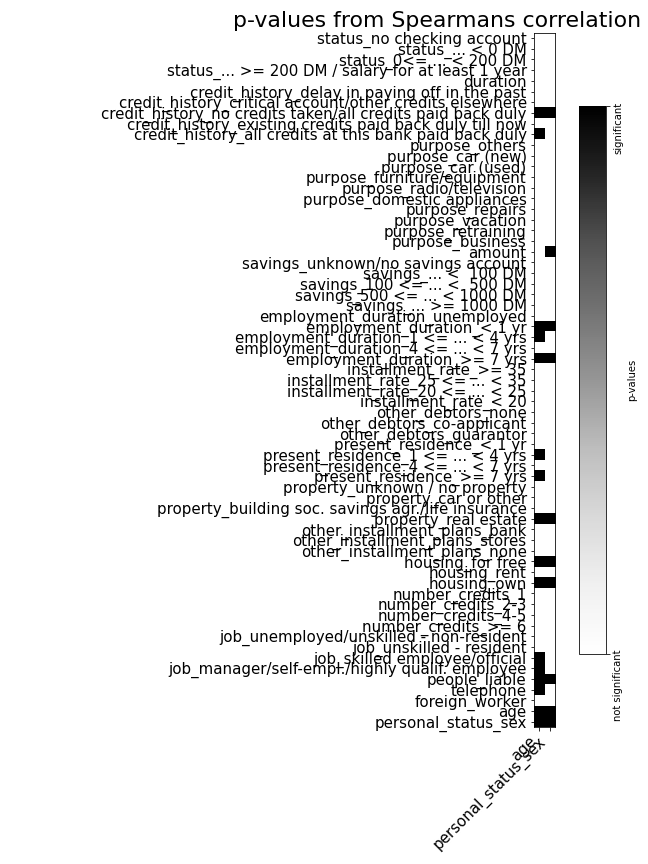 p-values from Spearmans correlation
status_no checking account
status_... < 0 DM
status_0<= ... < 200 DM
status_... >= 200 DM / salary for at least 1 year
duration
credit_history_delay in paying off in the past
credit_history_critical account/other credits elsewhere
credit_history_no credits taken/all credits paid back duly
credit_history_existing credits paid back duly till now
credit_history_all credits at this bank paid back duly
purpose_others
purpose_car (new)
purpose_car (used)
purpose_furniture/equipment
purpose_radio/television
purpose_domestic appliances
purpose_repairs
purpose_vacation
purpose_retraining
purpose_business
amount
savings_unknown/no savings account
savings_... < 100 DM
savings_100 <= ... < 500 DM
savings_500 <= ... < 1000 DM
savings_... >= 1000 DM
employment_duration_unemployed
employment_duration_< 1 yr
employment_duration_1 <= ... < 4 yrs
employment_duration_4 <= ... < 7 yrs
employment_duration_>= 7 yrs
installment_rate_>= 35
installment_rate_25 <= ... < 35
installment_rate_20 <= ... < 25
installment_rate_< 20
other_debtors_none
other_debtors_co-applicant
other_debtors_guarantor
present_residence_< 1 yr
present_residence_1 <= ... < 4 yrs
present_residence_4 <= ... < 7 yrs
present_residence_>= 7 yrs
property_unknown / no property
property_car or other
property_building soc. savings agr./life insurance
property_real estate
other_installment_plans_bank
other_installment_plans_stores
other_installment_plans_none
housing_for free
housing_rent
housing_own
number_credits_1
number_credits_2-3
number_credits_4-5
number_credits_>= 6
job_unemployed/unskilled - non-resident
job_unskilled - resident
job_skilled employee/official
job_manager/self-empl./highly qualif. employee
people_liable
telephone
foreign_worker
age
personal_status_sex
age
personal_status_sex
significant
p-values
not significant